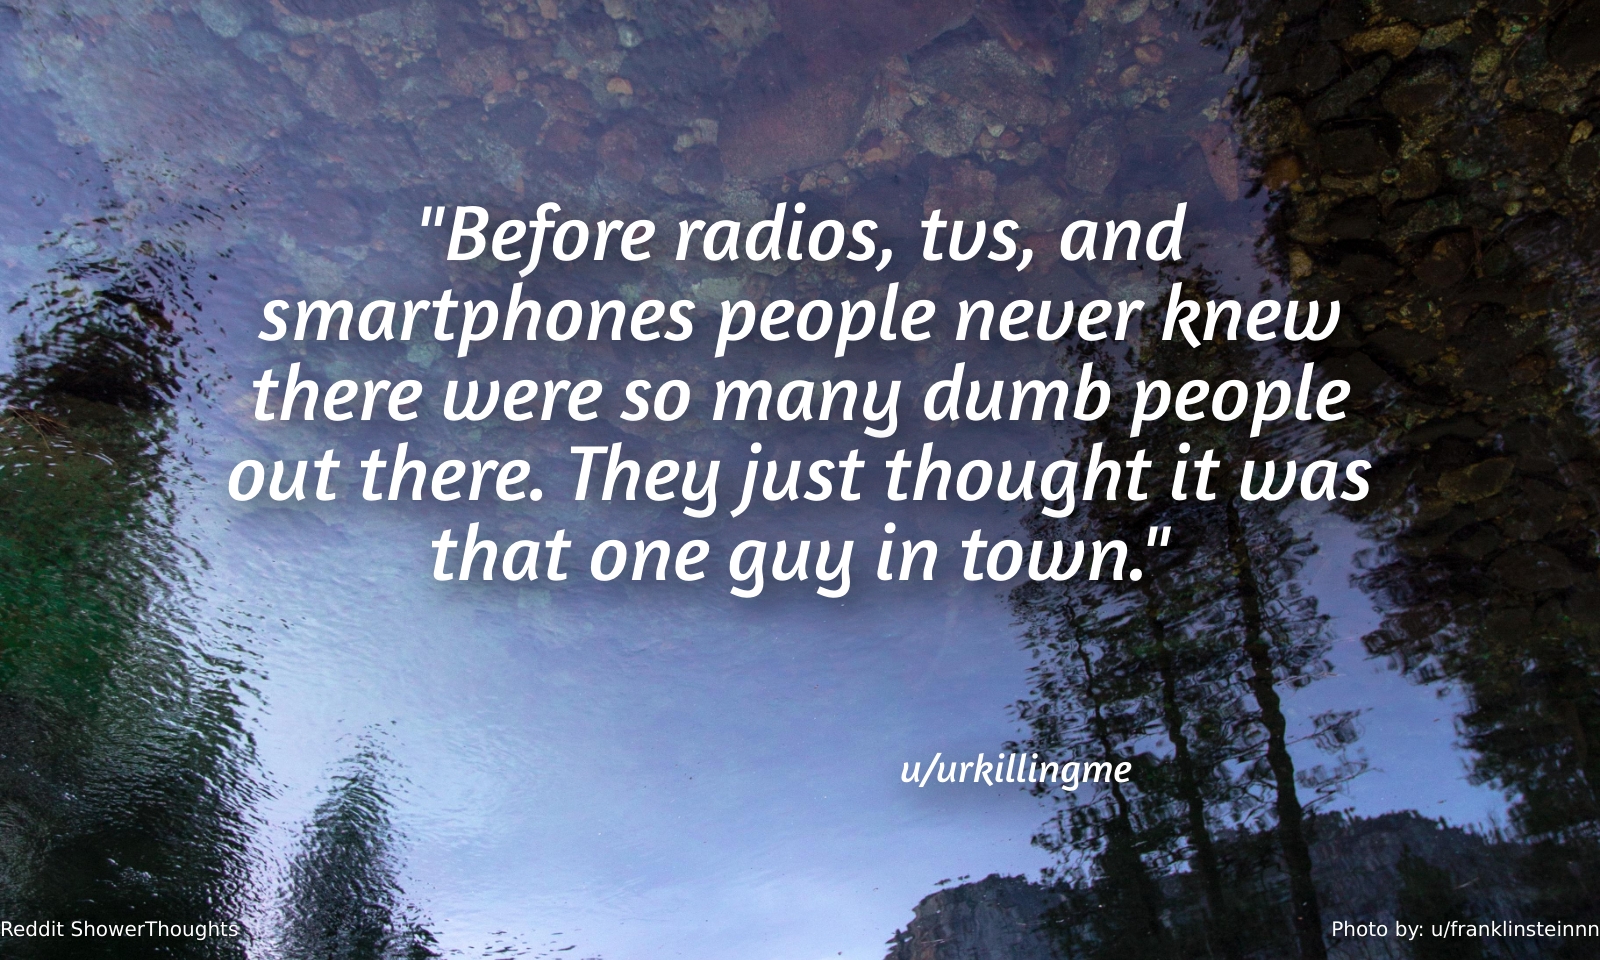 "Before radios, tvs, and
smartphones people never knew
there were so many dumb people
out there. They just thought it was
that one guy in town."
u/urkillingme
Reddit ShowerThoughts
Photo by: u/franklinsteinnn